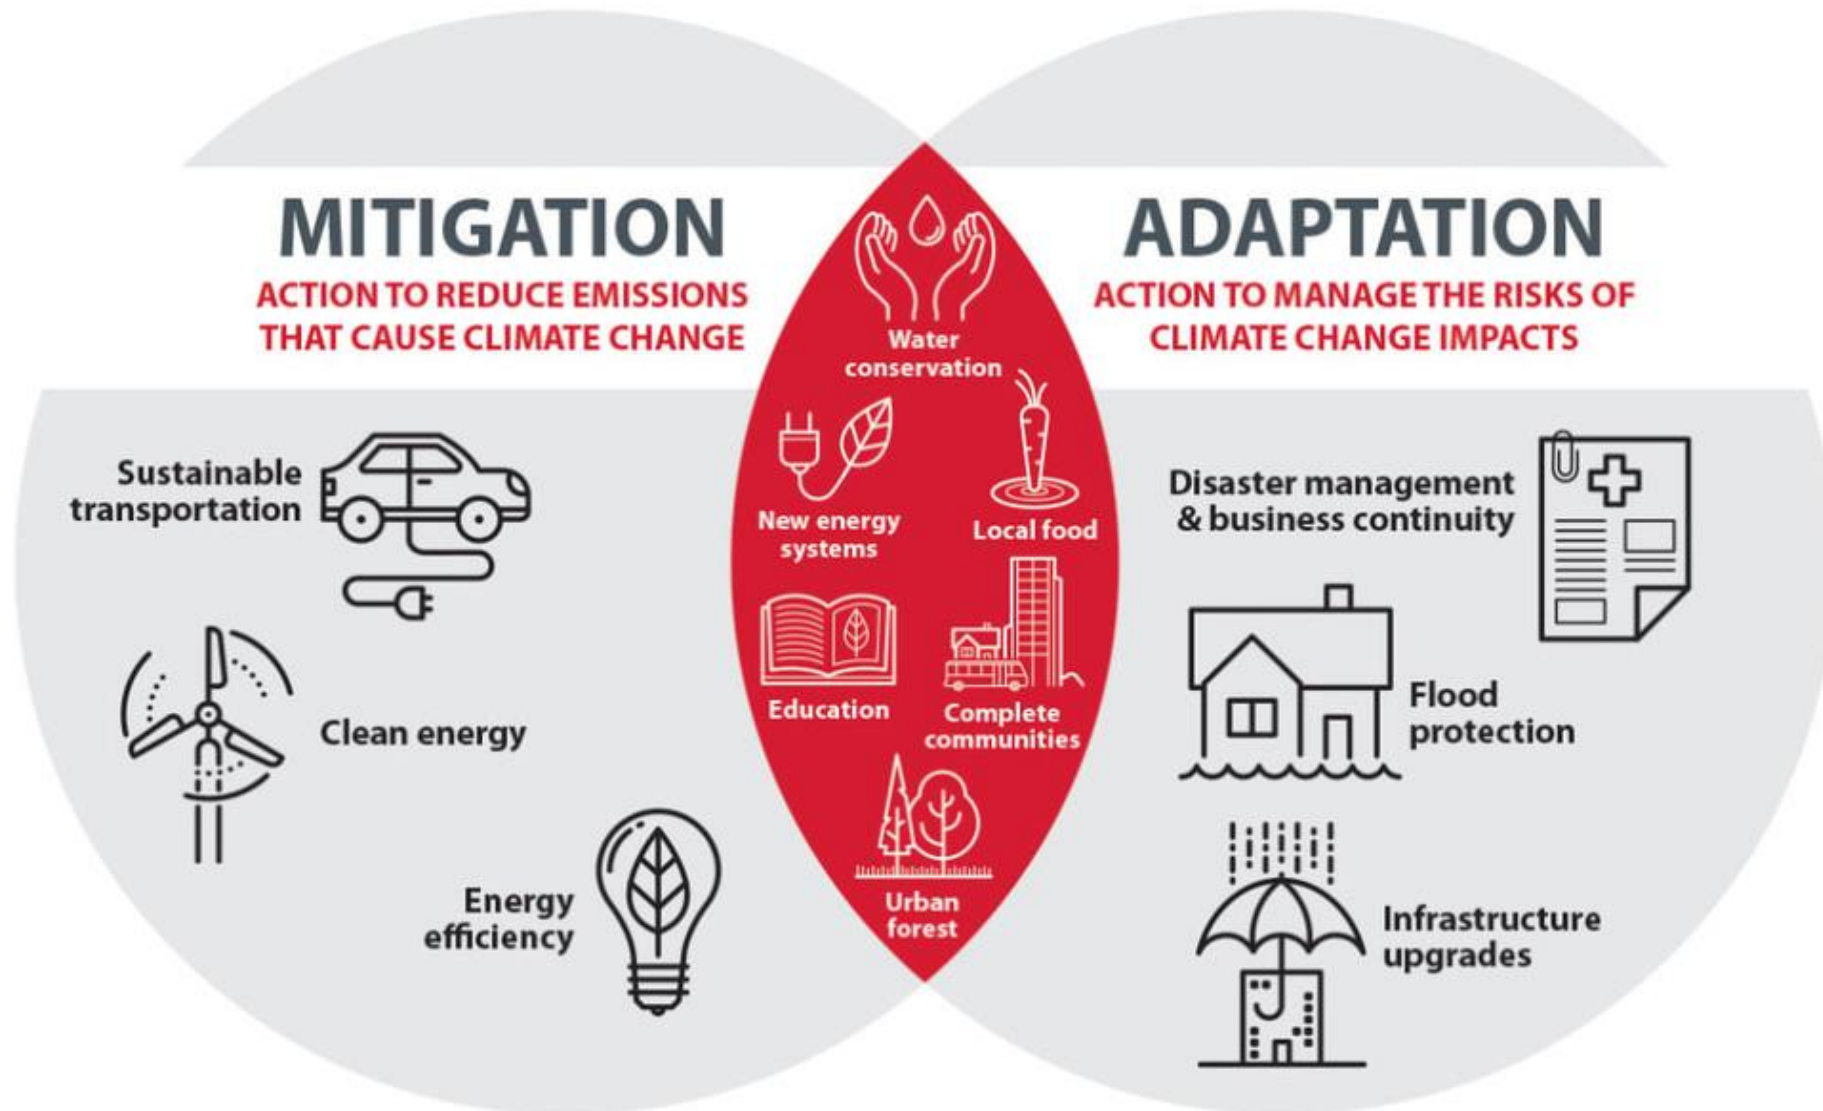 MITIGATION
ACTION TO REDUCE EMISSIONS
THAT CAUSE CLIMATE CHANGE
Sustainable
transportation
Clean energy
Energy
efficiency
Water
conservation
New energy
systems
Local food
Education
Complete
communities
Urban
forest
ADAPTATION
ACTION TO MANAGE THE RISKS OF
CLIMATE CHANGE IMPACTS
Disaster management
& business continuity
Flood
protection
Infrastructure
upgrades